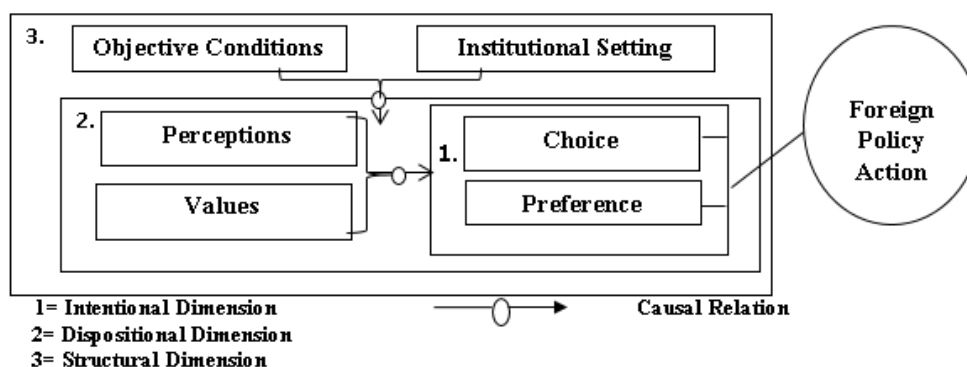 3.
Objective Conditions
Institutional Setting
2.
Perceptions
Values
1.
Choice
Preference
Foreign
Policy
Action
1= Intentional Dimension
Causal Relation
2= Dispositional Dimension
3= Structural Dimension